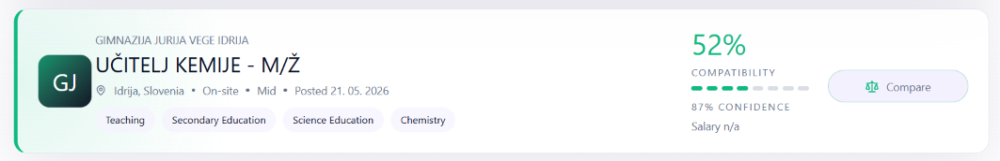 GIMNAZIJA JURIJA VEGE IDRIJA
GJ
UČITELJ KEMIJE - M/Ž
Idrija, Slovenia • On-site • Mid • Posted 21. 05. 2026
Teaching Secondary Education Science Education Chemistry
52%
COMPATIBILITY
87% CONFIDENCE
Salary n/a
Compare